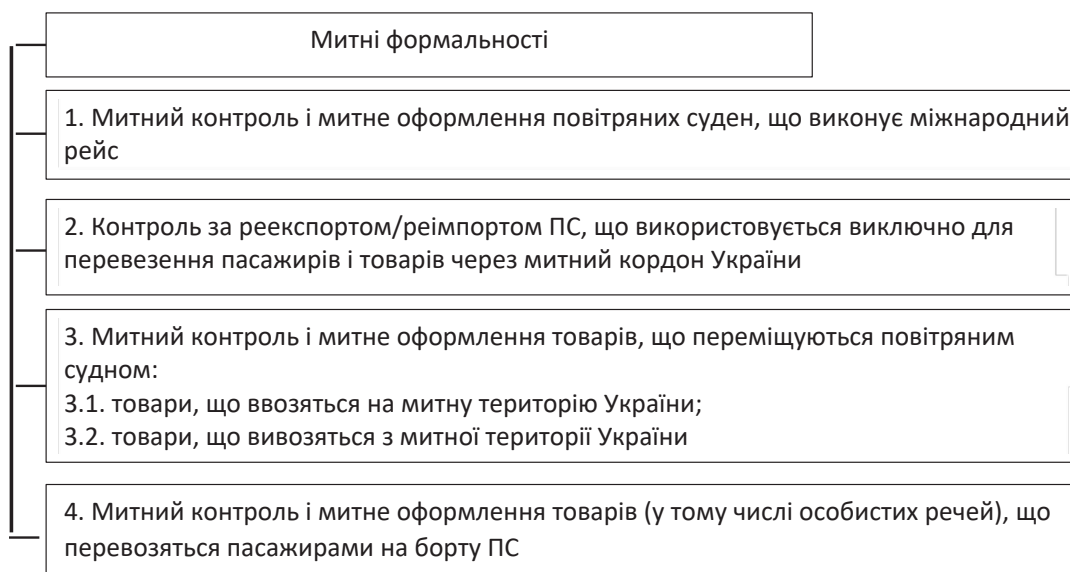 Митні формальності
1. Митний контроль і митне оформлення повітряних суден, що виконує міжнародний
рейс
2. Контроль за реекспортом/реімпортом ПС, що використовується виключно для
перевезення пасажирів і товарів через митний кордон України
3. Митний контроль і митне оформлення товарів, що переміщуються повітряним
судном:
3.1. товари, що ввозяться на митну територію України;
3.2. товари, що вивозяться з митної території України
4. Митний контроль і митне оформлення товарів (у тому числі особистих речей), що
перевозяться пасажирами на борту ПС